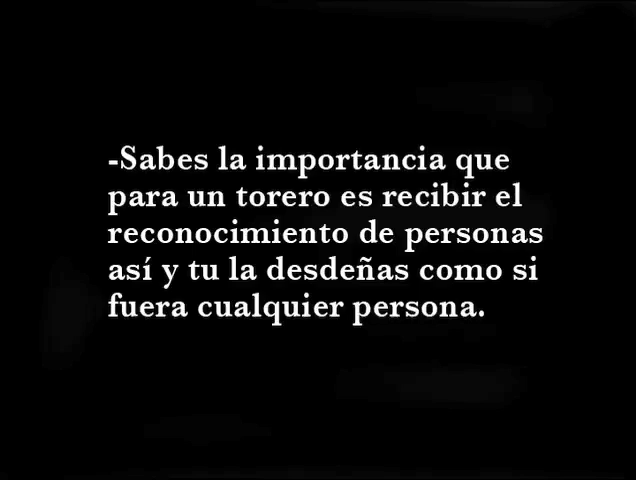 -Sabes la importancia que
para un torero es recibir el
reconocimiento de personas
así y tu la desdeñas como si
fuera cualquier persona.